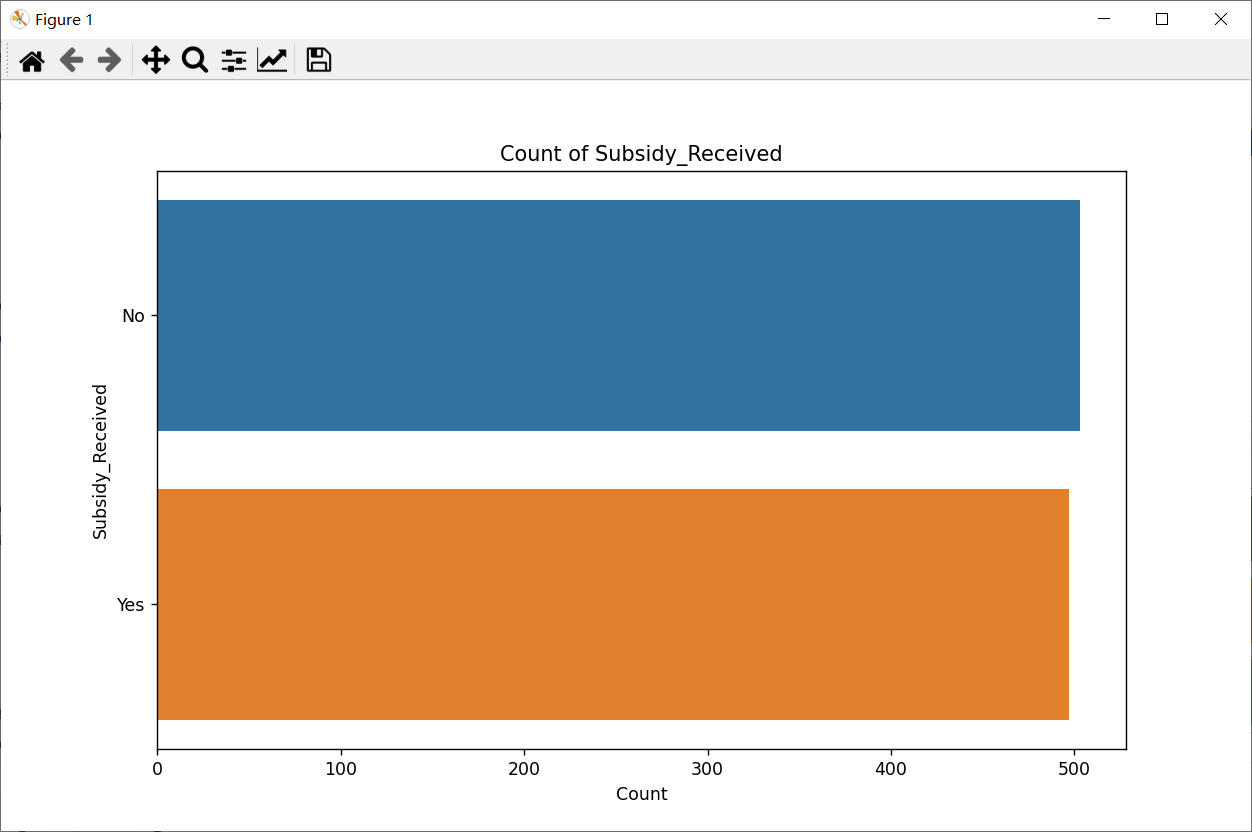 Figure 1
Count of Subsidy_Received
Subsidy_Received
No
Yes
0 100 200 300 400 500
Count